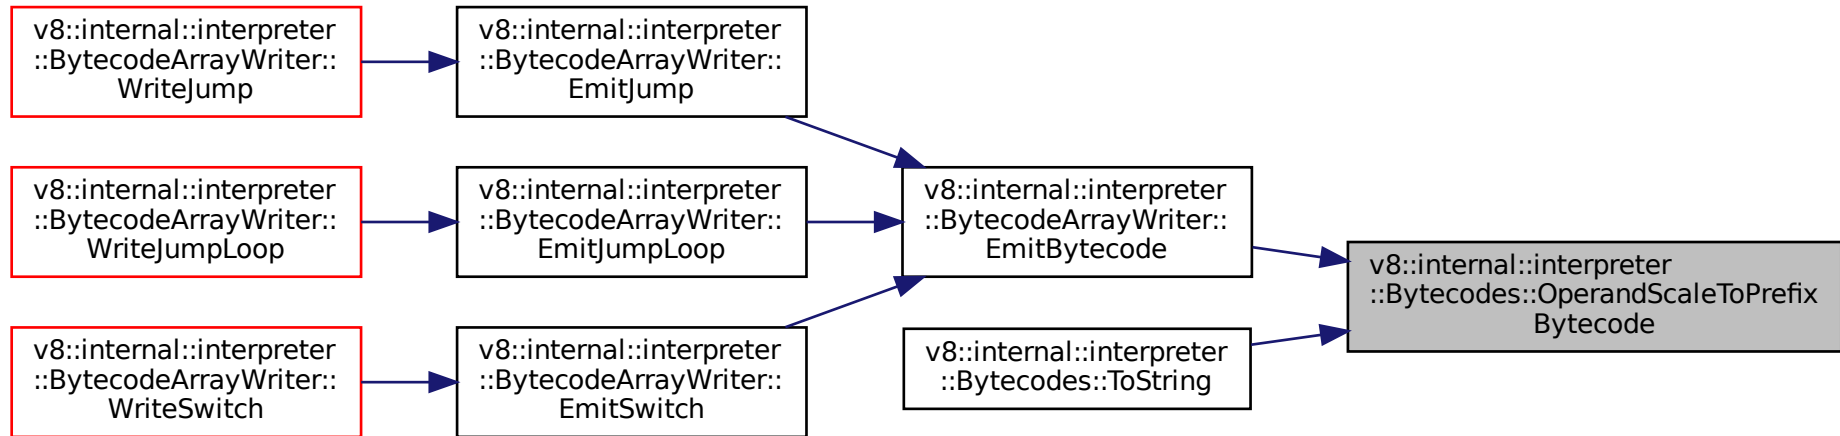 v8::internal::interpreter
::BytecodeArrayWriter::
WriteJump
v8::internal::interpreter
::BytecodeArrayWriter::
EmitJump
v8::internal::interpreter
::BytecodeArrayWriter::
WriteJumpLoop
v8::internal::interpreter
::BytecodeArrayWriter::
EmitJumpLoop
v8::internal::interpreter
::BytecodeArrayWriter::
EmitBytecode
v8::internal::interpreter
::Bytecodes::OperandScaleToPrefix
Bytecode
v8::internal::interpreter
::BytecodeArrayWriter::
WriteSwitch
v8::internal::interpreter
::BytecodeArrayWriter::
EmitSwitch
v8::internal::interpreter
::Bytecodes::ToString